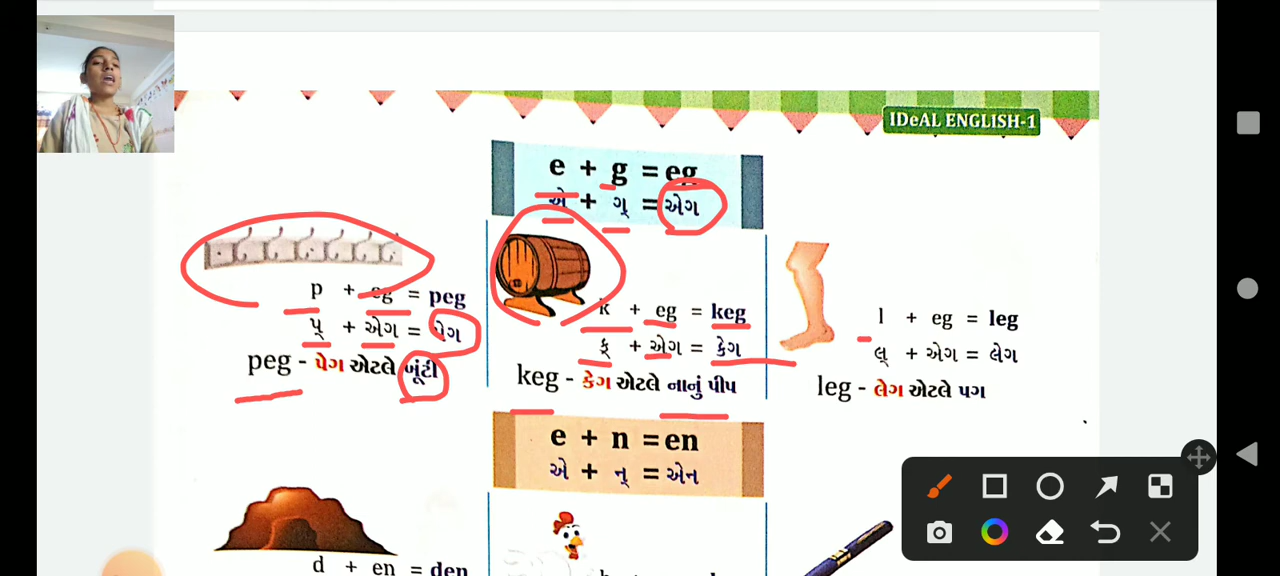 IDeAL ENGLISH-1
e + g = eg
એ + ગ્ = એગ
p + eg = peg
પ્ + એગ = પેગ
peg - પેગ એટલે ખૂંટી
k + eg = keg
ક્ + એગ = કેગ
keg - કેગ એટલે નાનું પીપ
l + eg = leg
લ્ + એગ = લેગ
leg - લેગ એટલે પગ
e + n = en
એ + ન્ = એન
d + en = den